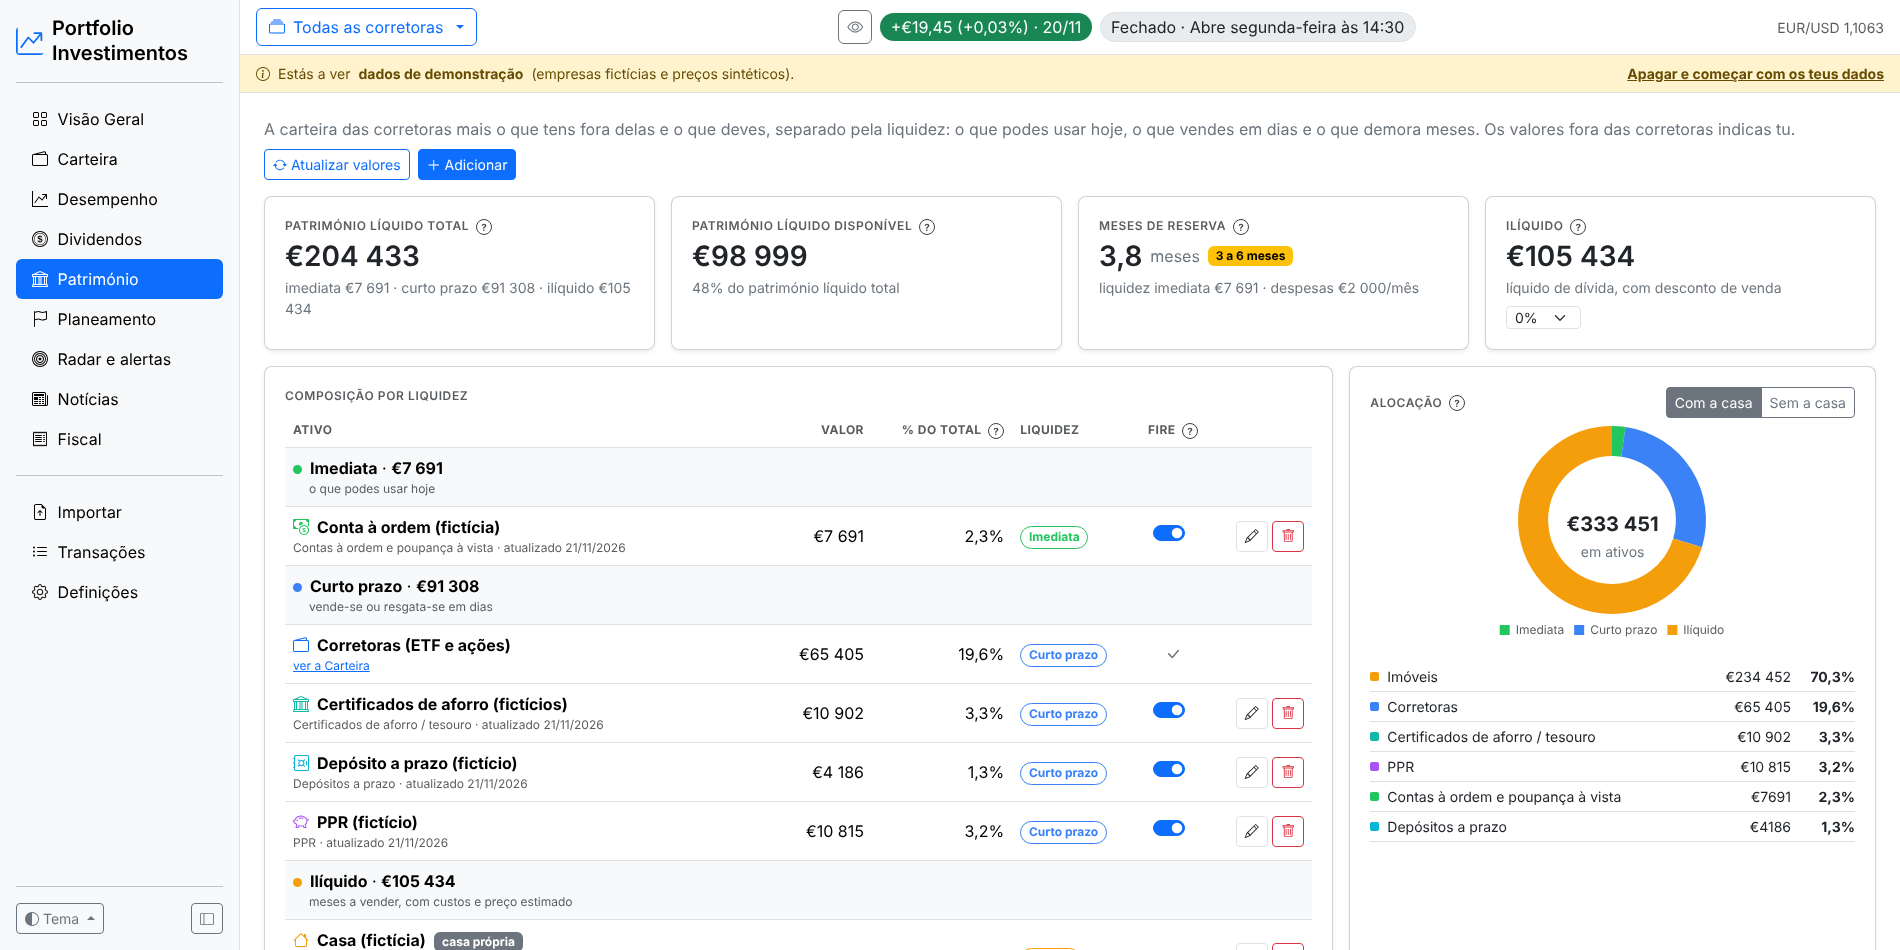 Portfolio
Investimentos
Visão Geral
Carteira
Desempenho
Dividendos
Património
Planeamento
Radar e alertas
Notícias
Fiscal
Importar
Transações
Definições
Tema
Todas as corretoras
+€19,45 (+0,03%) · 20/11
Fechado · Abre segunda-feira às 14:30
EUR/USD 1,1063
Estás a ver dados de demonstração (empresas fictícias e preços sintéticos).
Apagar e começar com os teus dados
A carteira das corretoras mais o que tens fora delas e o que deves, separado pela liquidez: o que podes usar hoje, o que vendes em dias e o que demora meses. Os valores fora das corretoras indicas tu.
Atualizar valores
+ Adicionar
PATRIMÓNIO LÍQUIDO TOTAL ?
€204 433
imediata €7 691 · curto prazo €91 308 · ilíquido €105
434
PATRIMÓNIO LÍQUIDO DISPONÍVEL ?
€98 999
48% do património líquido total
MESES DE RESERVA ?
3,8 meses 3 a 6 meses
liquidez imediata €7 691 · despesas €2 000/mês
ILÍQUIDO ?
€105 434
líquido de dívida, com desconto de venda
0%
COMPOSIÇÃO POR LIQUIDEZ
ATIVO VALOR % DO TOTAL ? LIQUIDEZ FIRE ?
Imediata · €7 691
o que podes usar hoje
Conta à ordem (fictícia) €7 691 2,3% Imediata
Contas à ordem e poupança à vista · atualizado 21/11/2026
Curto prazo · €91 308
vende-se ou resgata-se em dias
Corretoras (ETF e ações) €65 405 19,6% Curto prazo
ver a Carteira
Certificados de aforro (fictícios) €10 902 3,3% Curto prazo
Certificados de aforro / tesouro · atualizado 21/11/2026
Depósito a prazo (fictício) €4 186 1,3% Curto prazo
Depósitos a prazo · atualizado 21/11/2026
PPR (fictício) €10 815 3,2% Curto prazo
PPR · atualizado 21/11/2026
Ilíquido · €105 434
meses a vender, com custos e preço estimado
Casa (fictícia) casa própria
ALOCAÇÃO ?
Com a casa Sem a casa
€333 451
em ativos
Imediata Curto prazo Ilíquido
Imóveis €234 452 70,3%
Corretoras €65 405 19,6%
Certificados de aforro / tesouro €10 902 3,3%
PPR €10 815 3,2%
Contas à ordem e poupança à vista €7691 2,3%
Depósitos a prazo €4186 1,3%